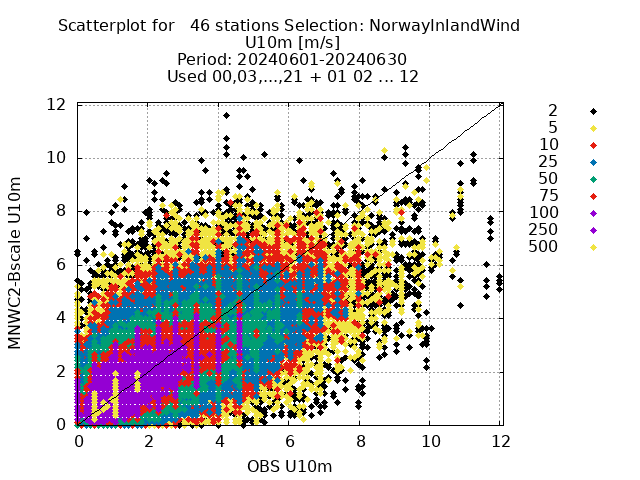 Scatterplot for   46 stations Selection: NorwayInlandWind
U10m [m/s]
Period: 20240601-20240630
Used 00,03,...,21 + 01 02 ... 12
MNWC2-Bscale U10m
12
10
8
6
4
2
0
0 2 4 6 8 10 12
OBS U10m
2
5
10
25
50
75
100
250
500